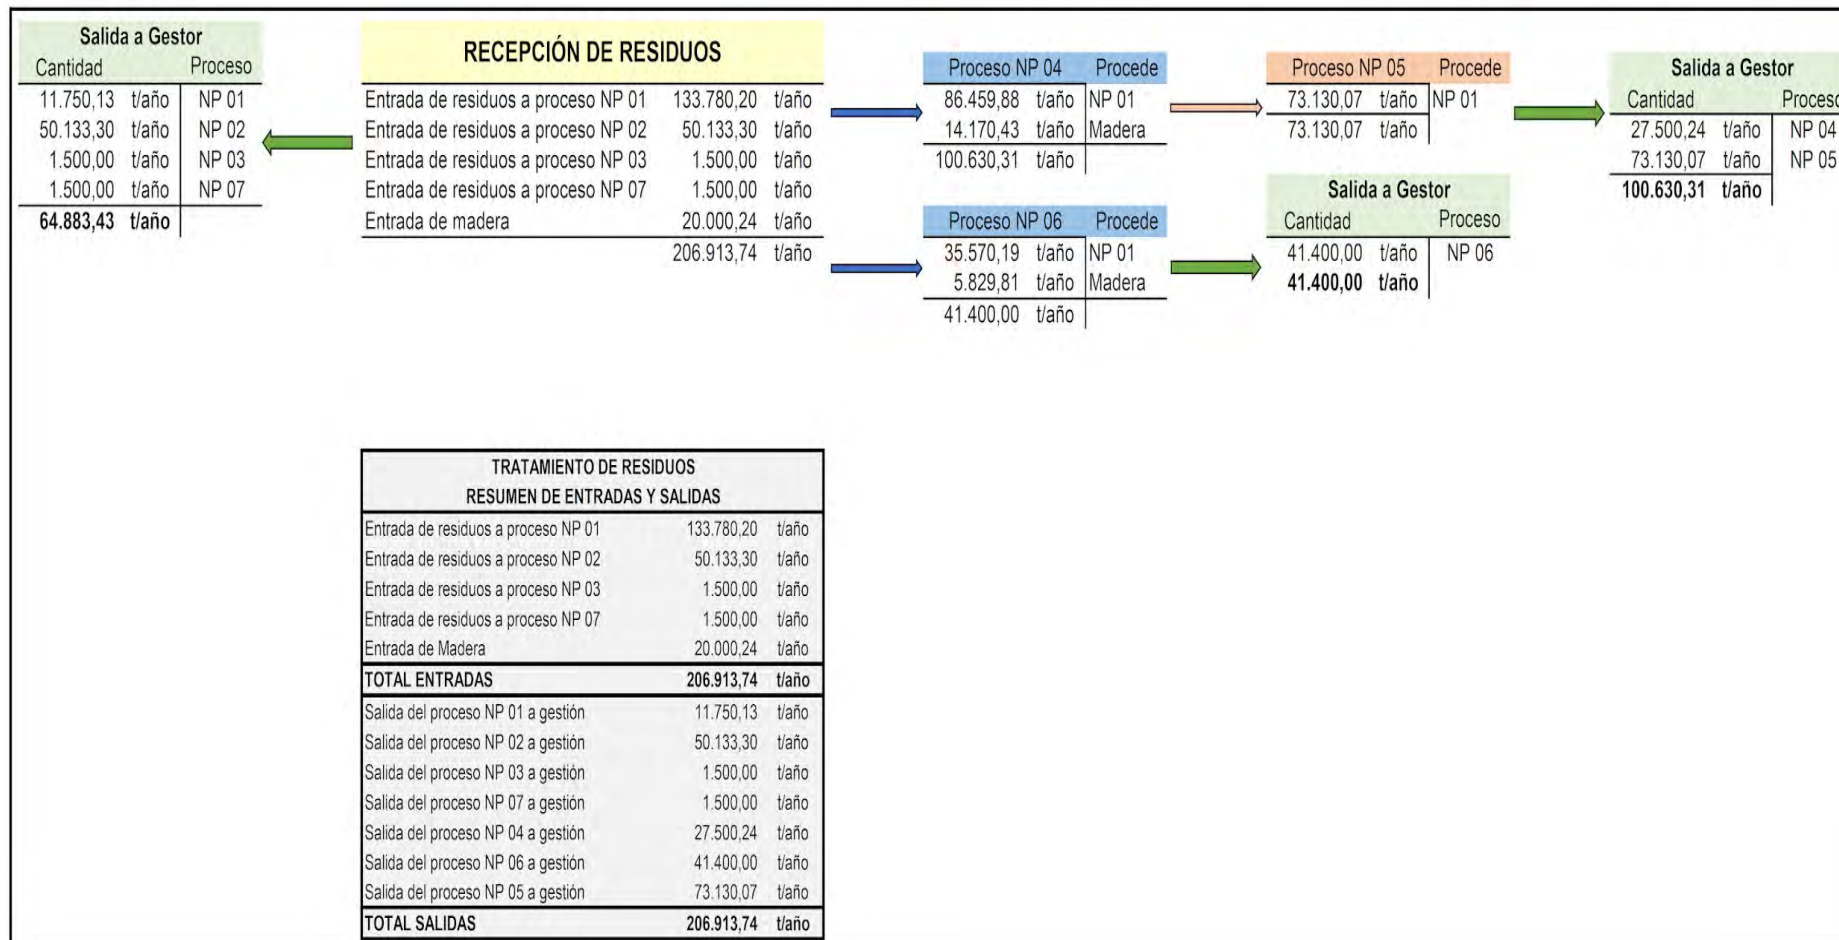 Salida a Gestor
Cantidad Proceso
11.750,13 t/año NP 01
50.133,30 t/año NP 02
1.500,00 t/año NP 03
1.500,00 t/año NP 07
64.883,43 t/año
RECEPCIÓN DE RESIDUOS
Entrada de residuos a proceso NP 01 133.780,20 t/año
Entrada de residuos a proceso NP 02 50.133,30 t/año
Entrada de residuos a proceso NP 03 1.500,00 t/año
Entrada de residuos a proceso NP 07 1.500,00 t/año
Entrada de madera 20.000,24 t/año
206.913,74 t/año
Proceso NP 04 Procede
86.459,88 t/año NP 01
14.170,43 t/año Madera
100.630,31 t/año
Proceso NP 05 Procede
73.130,07 t/año NP 01
73.130,07 t/año
Salida a Gestor
Cantidad Proceso
27.500,24 t/año NP 04
73.130,07 t/año NP 05
100.630,31 t/año
Proceso NP 06 Procede
35.570,19 t/año NP 01
5.829,81 t/año Madera
41.400,00 t/año
Salida a Gestor
Cantidad Proceso
41.400,00 t/año NP 06
41.400,00 t/año
TRATAMIENTO DE RESIDUOS
RESUMEN DE ENTRADAS Y SALIDAS
Entrada de residuos a proceso NP 01 133.780,20 t/año
Entrada de residuos a proceso NP 02 50.133,30 t/año
Entrada de residuos a proceso NP 03 1.500,00 t/año
Entrada de residuos a proceso NP 07 1.500,00 t/año
Entrada de Madera 20.000,24 t/año
TOTAL ENTRADAS 206.913,74 t/año
Salida del proceso NP 01 a gestión 11.750,13 t/año
Salida del proceso NP 02 a gestión 50.133,30 t/año
Salida del proceso NP 03 a gestión 1.500,00 t/año
Salida del proceso NP 07 a gestión 1.500,00 t/año
Salida del proceso NP 04 a gestión 27.500,24 t/año
Salida del proceso NP 06 a gestión 41.400,00 t/año
Salida del proceso NP 05 a gestión 73.130,07 t/año
TOTAL SALIDAS 206.913,74 t/año